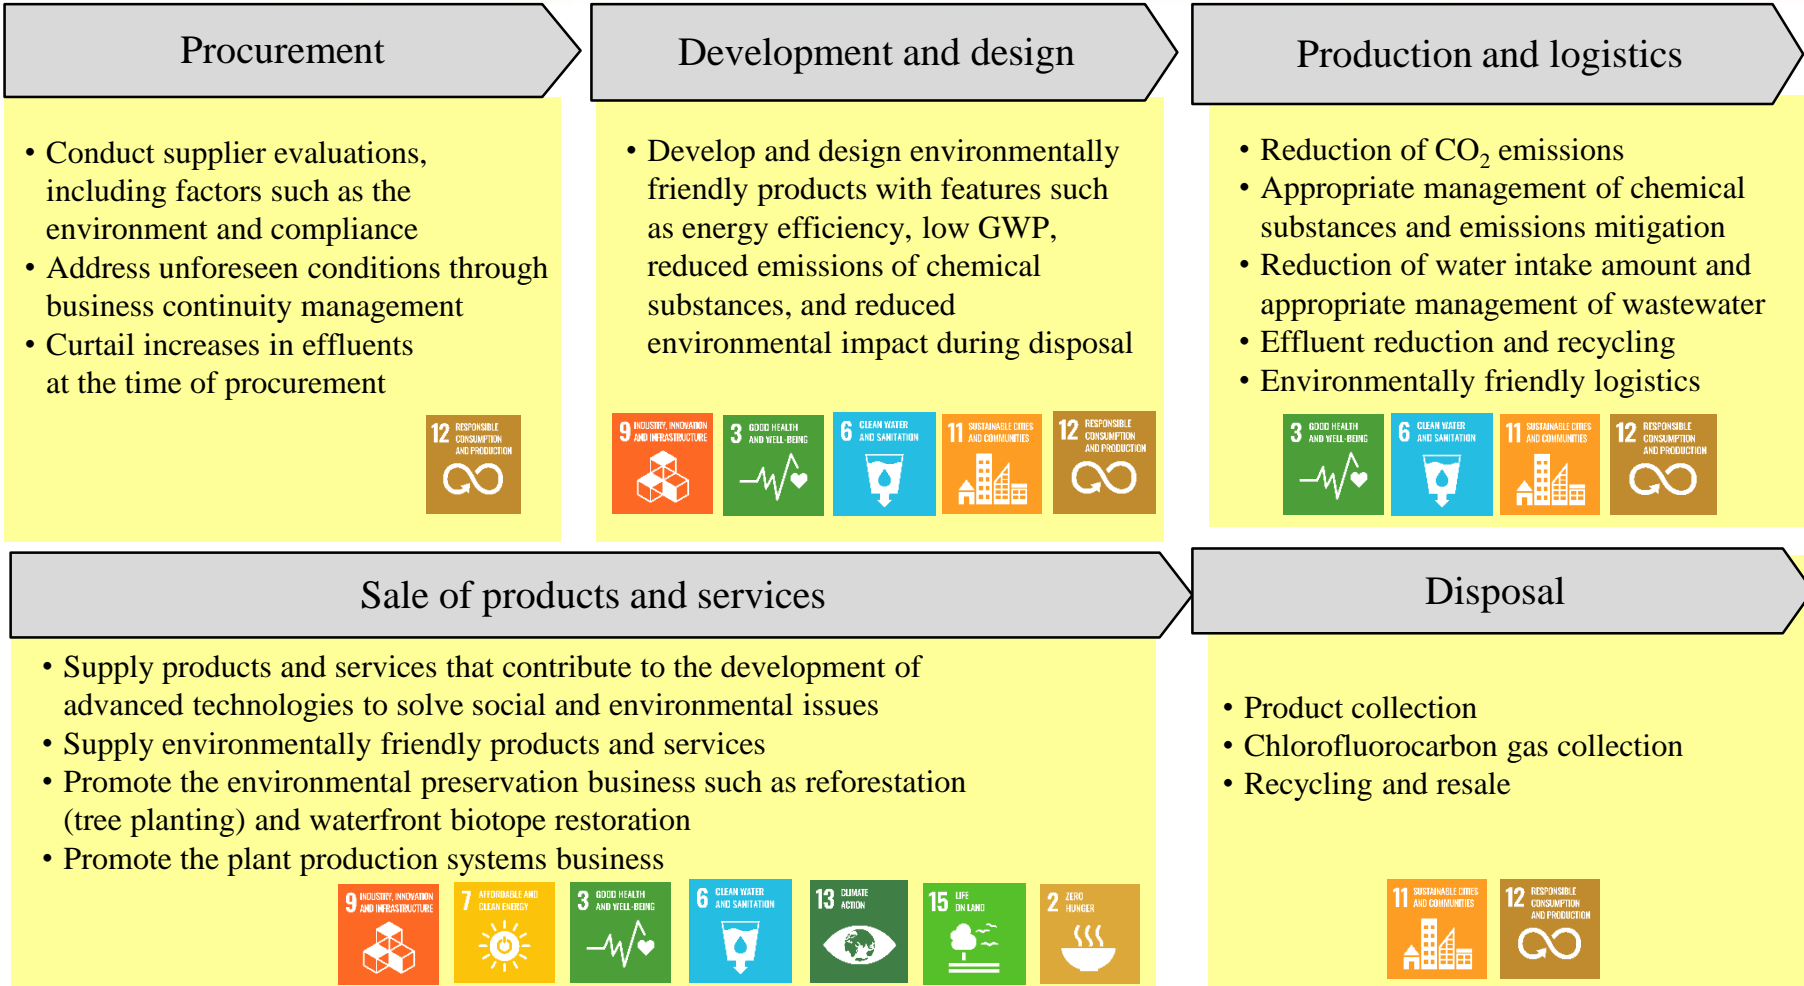 Procurement
• Conduct supplier evaluations,
including factors such as the
environment and compliance
• Address unforeseen conditions through
business continuity management
• Curtail increases in effluents
at the time of procurement
12 RESPONSIBLE
CONSUMPTION
AND PRODUCTION
Development and design
• Develop and design environmentally
friendly products with features such
as energy efficiency, low GWP,
reduced emissions of chemical
substances, and reduced
environmental impact during disposal
9 INDUSTRY, INNOVATION
AND INFRASTRUCTURE
3 GOOD HEALTH
AND WELL-BEING
6 CLEAN WATER
AND SANITATION
11 SUSTAINABLE CITIES
AND COMMUNITIES
12 RESPONSIBLE
CONSUMPTION
AND PRODUCTION
Production and logistics
• Reduction of CO₂ emissions
• Appropriate management of chemical
substances and emissions mitigation
• Reduction of water intake amount and
appropriate management of wastewater
• Effluent reduction and recycling
• Environmentally friendly logistics
3 GOOD HEALTH
AND WELL-BEING
6 CLEAN WATER
AND SANITATION
11 SUSTAINABLE CITIES
AND COMMUNITIES
12 RESPONSIBLE
CONSUMPTION
AND PRODUCTION
Sale of products and services
• Supply products and services that contribute to the development of
advanced technologies to solve social and environmental issues
• Supply environmentally friendly products and services
• Promote the environmental preservation business such as reforestation
(tree planting) and waterfront biotope restoration
• Promote the plant production systems business
9 INDUSTRY, INNOVATION
AND INFRASTRUCTURE
7 AFFORDABLE AND
CLEAN ENERGY
3 GOOD HEALTH
AND WELL-BEING
6 CLEAN WATER
AND SANITATION
13 CLIMATE
ACTION
15 LIFE
ON LAND
2 ZERO
HUNGER
Disposal
• Product collection
• Chlorofluorocarbon gas collection
• Recycling and resale
11 SUSTAINABLE CITIES
AND COMMUNITIES
12 RESPONSIBLE
CONSUMPTION
AND PRODUCTION